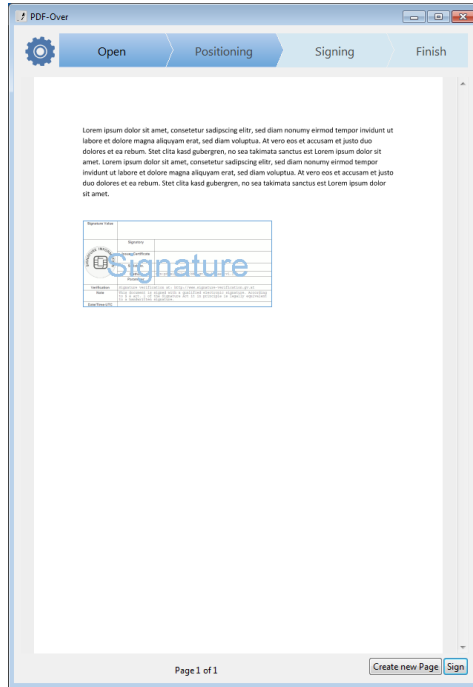 PDF-Over
Open
Positioning
Signing
Finish
Lorem ipsum dolor sit amet, consetetur sadipscing elitr, sed diam nonumy eirmod tempor invidunt ut
labore et dolore magna aliquyam erat, sed diam voluptua. At vero eos et accusam et justo duo
dolores et ea rebum. Stet clita kasd gubergren, no sea takimata sanctus est Lorem ipsum dolor sit
amet. Lorem ipsum dolor sit amet, consetetur sadipscing elitr, sed diam nonumy eirmod tempor
invidunt ut labore et dolore magna aliquyam erat, sed diam voluptua. At vero eos et accusam et justo
duo dolores et ea rebum. Stet clita kasd gubergren, no sea takimata sanctus est Lorem ipsum dolor
sit amet.
Signature Value
Signatory
Signature
Verification
Date/Time-UTC
Page 1 of 1
Create new Page
Sign